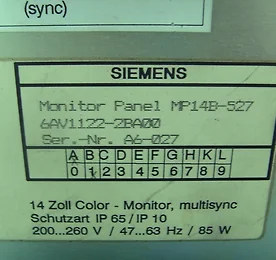 (sync)
SIEMENS
Monitor Panel MP14B-527
6AV1122-2BA00
Ser.-Nr. A6-027
A B C D E F G H K L
0 1 2 3 4 5 6 7 8 9
14 Zoll Color - Monitor, multisync
Schutzart IP 65 / IP 10
200...260 V / 47...63 Hz / 85 W